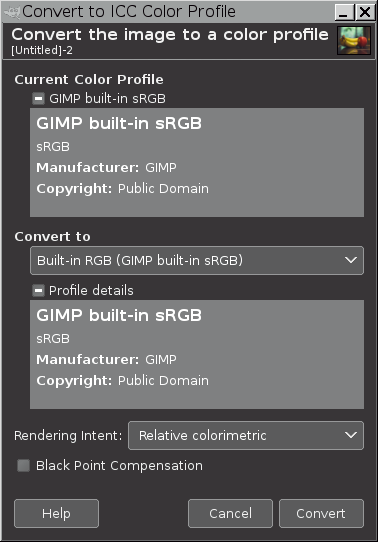 Convert to ICC Color Profile
Convert the image to a color profile
[Untitled]-2
Current Color Profile
GIMP built-in sRGB
GIMP built-in sRGB
sRGB
Manufacturer: GIMP
Copyright: Public Domain
Convert to
Built-in RGB (GIMP built-in sRGB)
Profile details
GIMP built-in sRGB
sRGB
Manufacturer: GIMP
Copyright: Public Domain
Rendering Intent: Relative colorimetric
Black Point Compensation
Help Cancel Convert